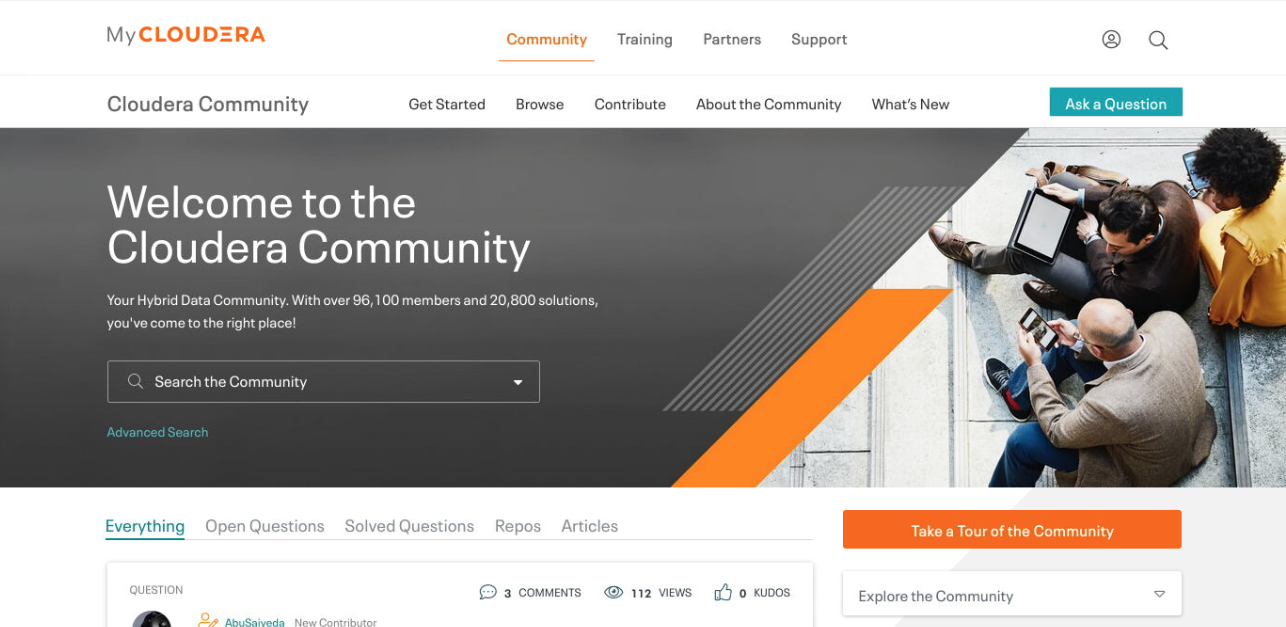 My CLOUDERA
Community Training Partners Support
Cloudera Community
Get Started Browse Contribute About the Community What's New
Ask a Question
Welcome to the
Cloudera Community
Your Hybrid Data Community. With over 96,100 members and 20,800 solutions,
you've come to the right place!
Search the Community
Advanced Search
Everything Open Questions Solved Questions Repos Articles
Take a Tour of the Community
QUESTION
3 COMMENTS 112 VIEWS 0 KUDOS
Explore the Community
AbuSaiyeda New Contributor